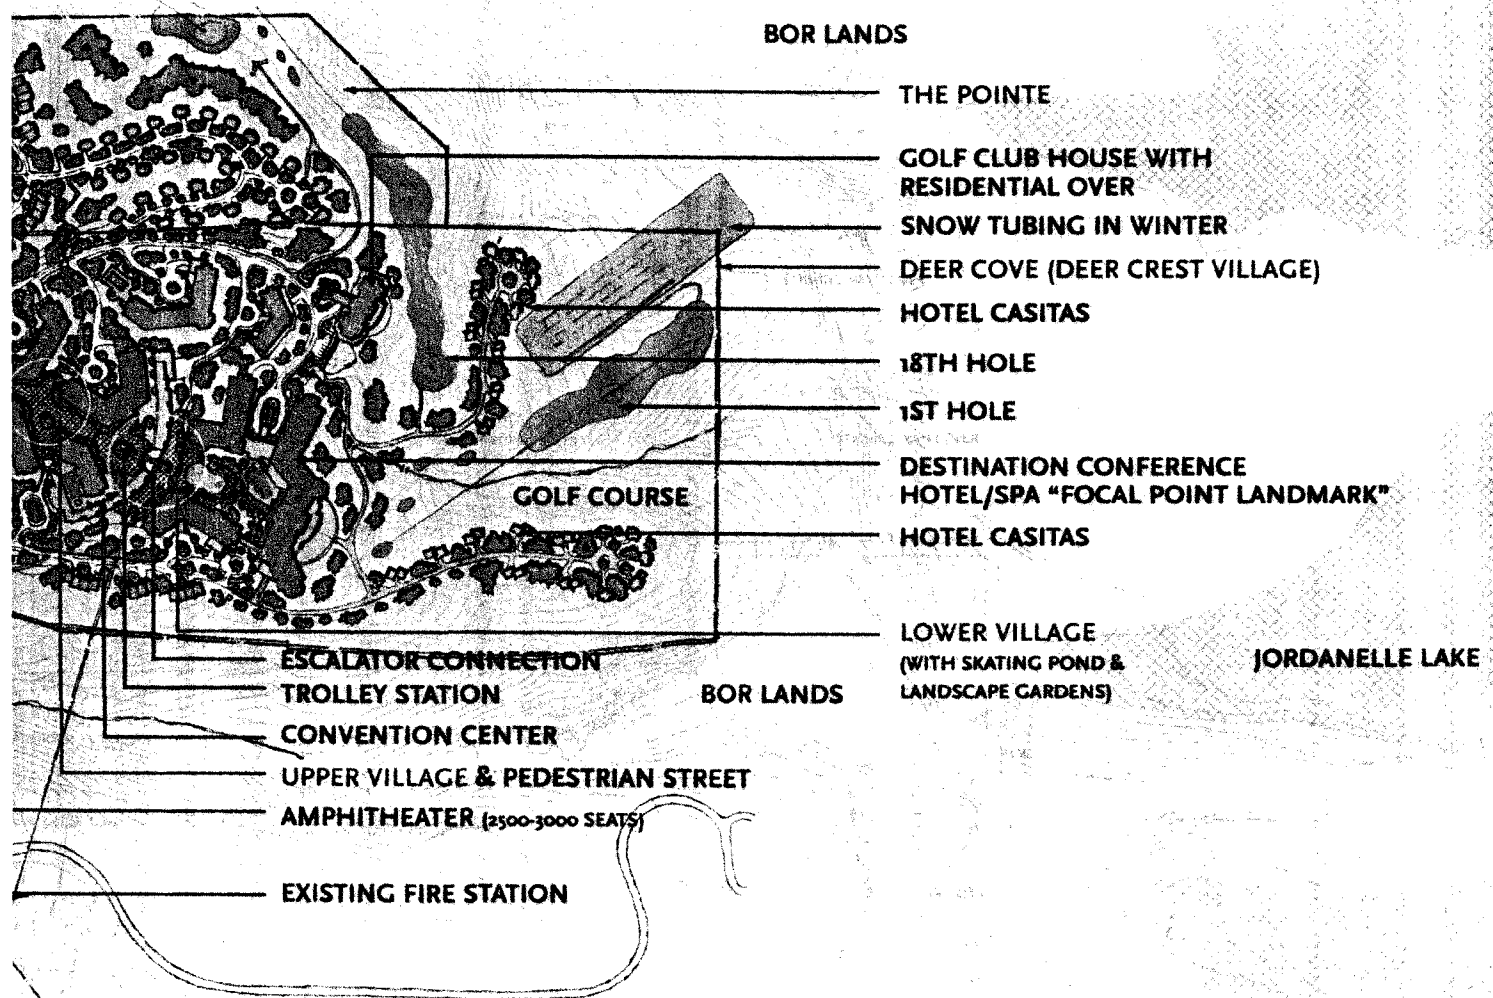 BOR LANDS
THE POINTE
GOLF CLUB HOUSE WITH
RESIDENTIAL OVER
SNOW TUBING IN WINTER
DEER COVE (DEER CREST VILLAGE)
HOTEL CASITAS
18TH HOLE
1ST HOLE
DESTINATION CONFERENCE
HOTEL/SPA “FOCAL POINT LANDMARK”
GOLF COURSE
HOTEL CASITAS
LOWER VILLAGE
(WITH SKATING POND &
LANDSCAPE GARDENS)
JORDANELLE LAKE
ESCALATOR CONNECTION
TROLLEY STATION
BOR LANDS
CONVENTION CENTER
UPPER VILLAGE & PEDESTRIAN STREET
AMPHITHEATER (2500-3000 SEATS)
EXISTING FIRE STATION